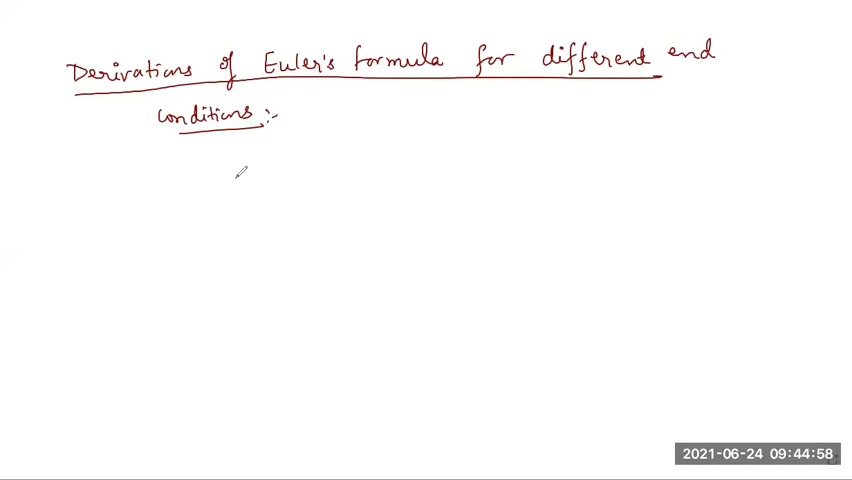 Derivations of Euler's formula for different end
conditions :-
2021-06-24 09:44:58